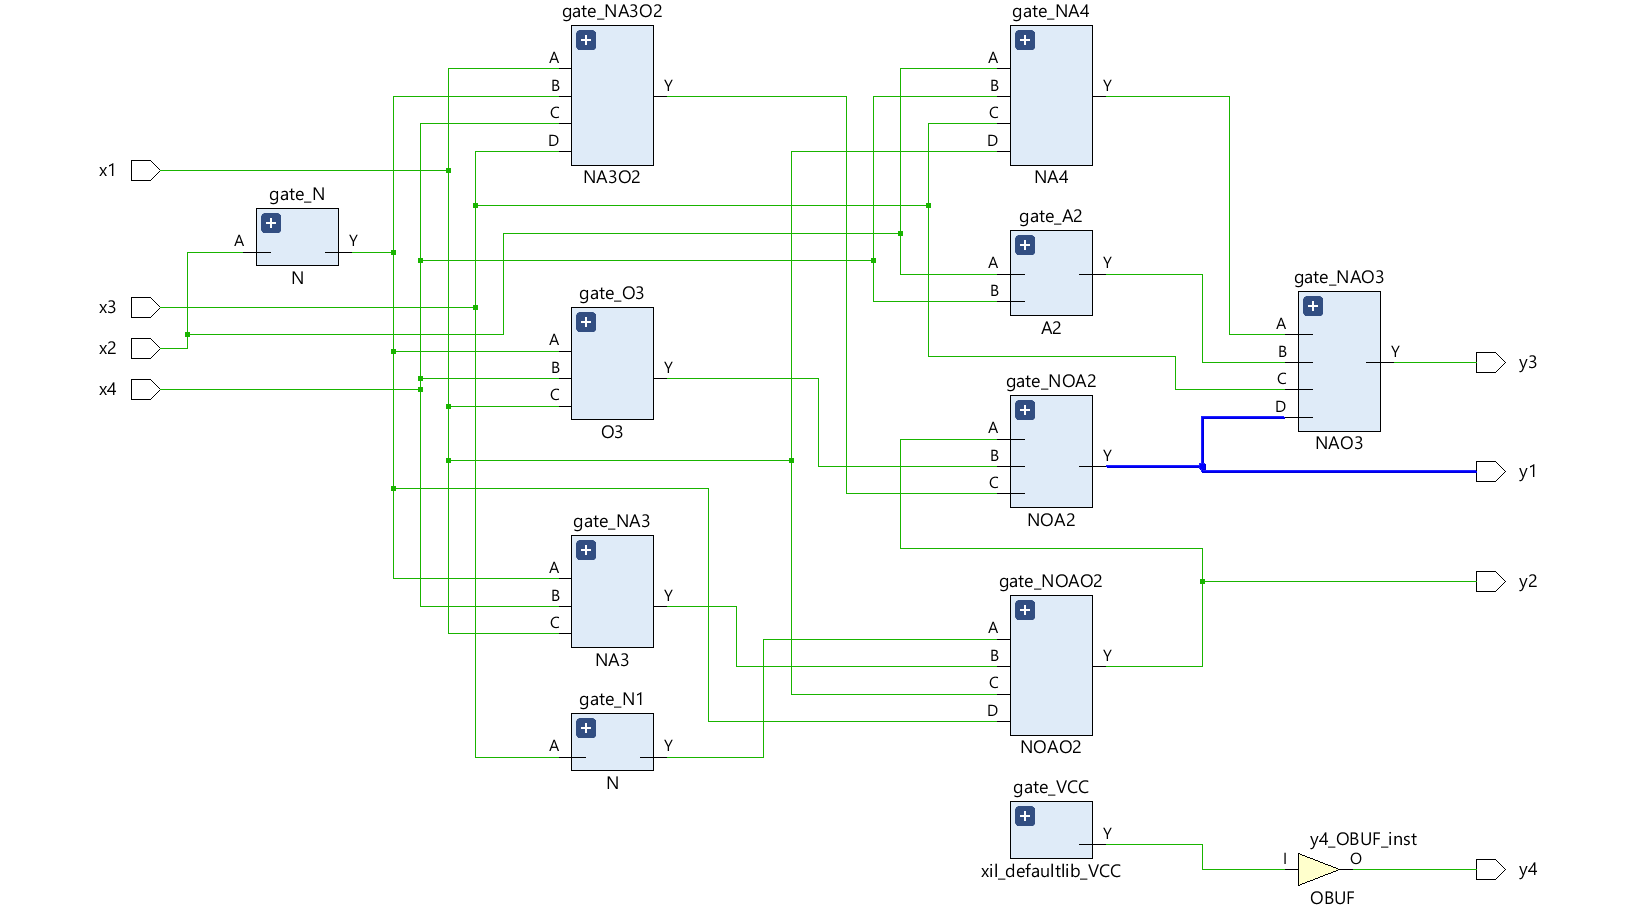 gate_NA3O2
A
B
C
D
Y
NA3O2
gate_NA4
A
B
C
D
Y
NA4
x1
gate_N
A
Y
N
gate_A2
A
B
Y
A2
x3
x2
x4
gate_O3
A
B
C
Y
O3
gate_NAO3
A
B
C
D
Y
NAO3
y3
gate_NOA2
A
B
C
Y
NOA2
y1
gate_NA3
A
B
C
Y
NA3
gate_NOAO2
A
B
C
D
Y
NOAO2
y2
gate_N1
A
Y
N
gate_VCC
Y
xil_defaultlib_VCC
y4_OBUF_inst
I
O
OBUF
y4